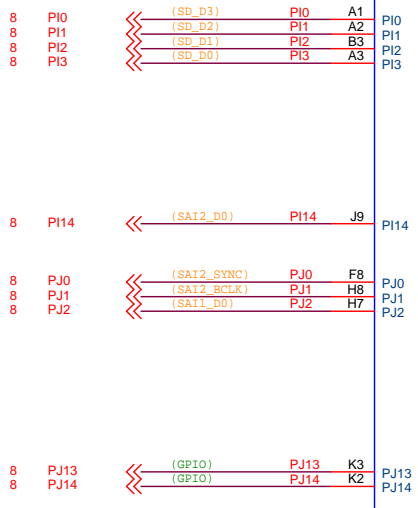 8 PI0 (SD_D3) PI0 A1 PI0
8 PI1 (SD_D2) PI1 A2 PI1
8 PI2 (SD_D1) PI2 B3 PI2
8 PI3 (SD_D0) PI3 A3 PI3
8 PI14 (SAI2_D0) PI14 J9 PI14
8 PJ0 (SAI2_SYNC) PJ0 F8 PJ0
8 PJ1 (SAI2_BCLK) PJ1 H8 PJ1
8 PJ2 (SAI1_D0) PJ2 H7 PJ2
8 PJ13 (GPIO) PJ13 K3 PJ13
8 PJ14 (GPIO) PJ14 K2 PJ14